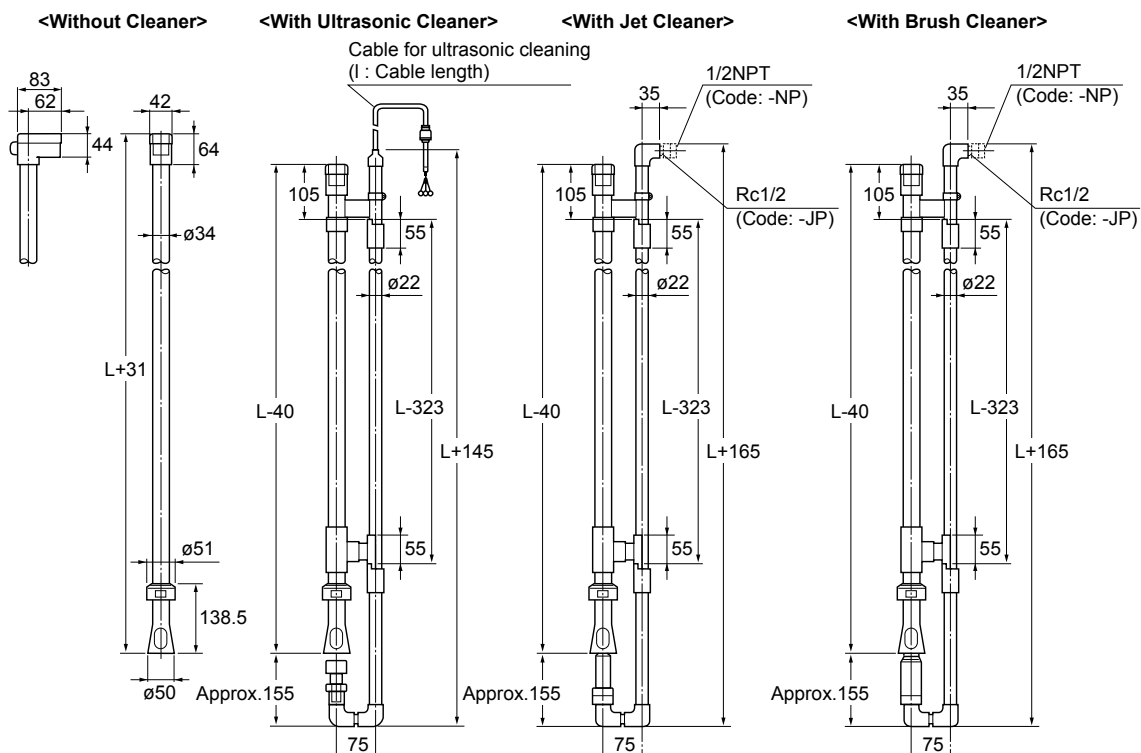 <Without Cleaner>
83
62
44
42
64
ø34
L+31
ø51
138.5
ø50
<With Ultrasonic Cleaner>
Cable for ultrasonic cleaning
(l : Cable length)
105
55
ø22
L-40
L-323
L+145
55
Approx.155
75
<With Jet Cleaner>
35
1/2NPT
(Code: -NP)
105
Rc1/2
(Code: -JP)
55
ø22
L-40
L-323
L+165
55
Approx.155
75
<With Brush Cleaner>
35
1/2NPT
(Code: -NP)
105
Rc1/2
(Code: -JP)
55
ø22
L-40
L-323
L+165
55
Approx.155
75